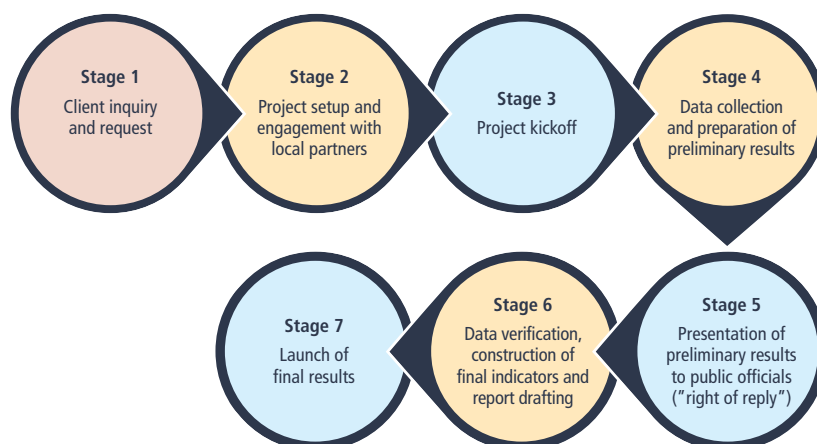 Stage 1
Client inquiry
and request
Stage 2
Project setup and
engagement with
local partners
Stage 3
Project kickoff
Stage 4
Data collection
and preparation of
preliminary results
Stage 5
Presentation of
preliminary results
to public officials
("right of reply")
Stage 6
Data verification,
construction of
final indicators and
report drafting
Stage 7
Launch of
final results